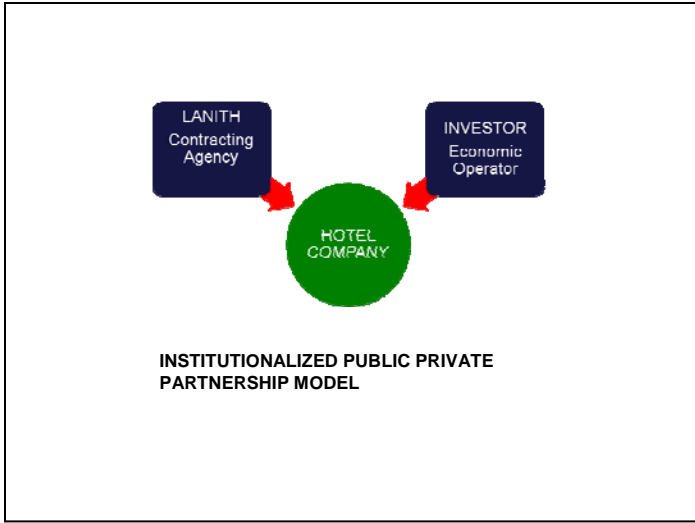 LANITH
Contracting
Agency
INVESTOR
Economic
Operator
HOTEL
COMPANY
INSTITUTIONALIZED PUBLIC PRIVATE
PARTNERSHIP MODEL